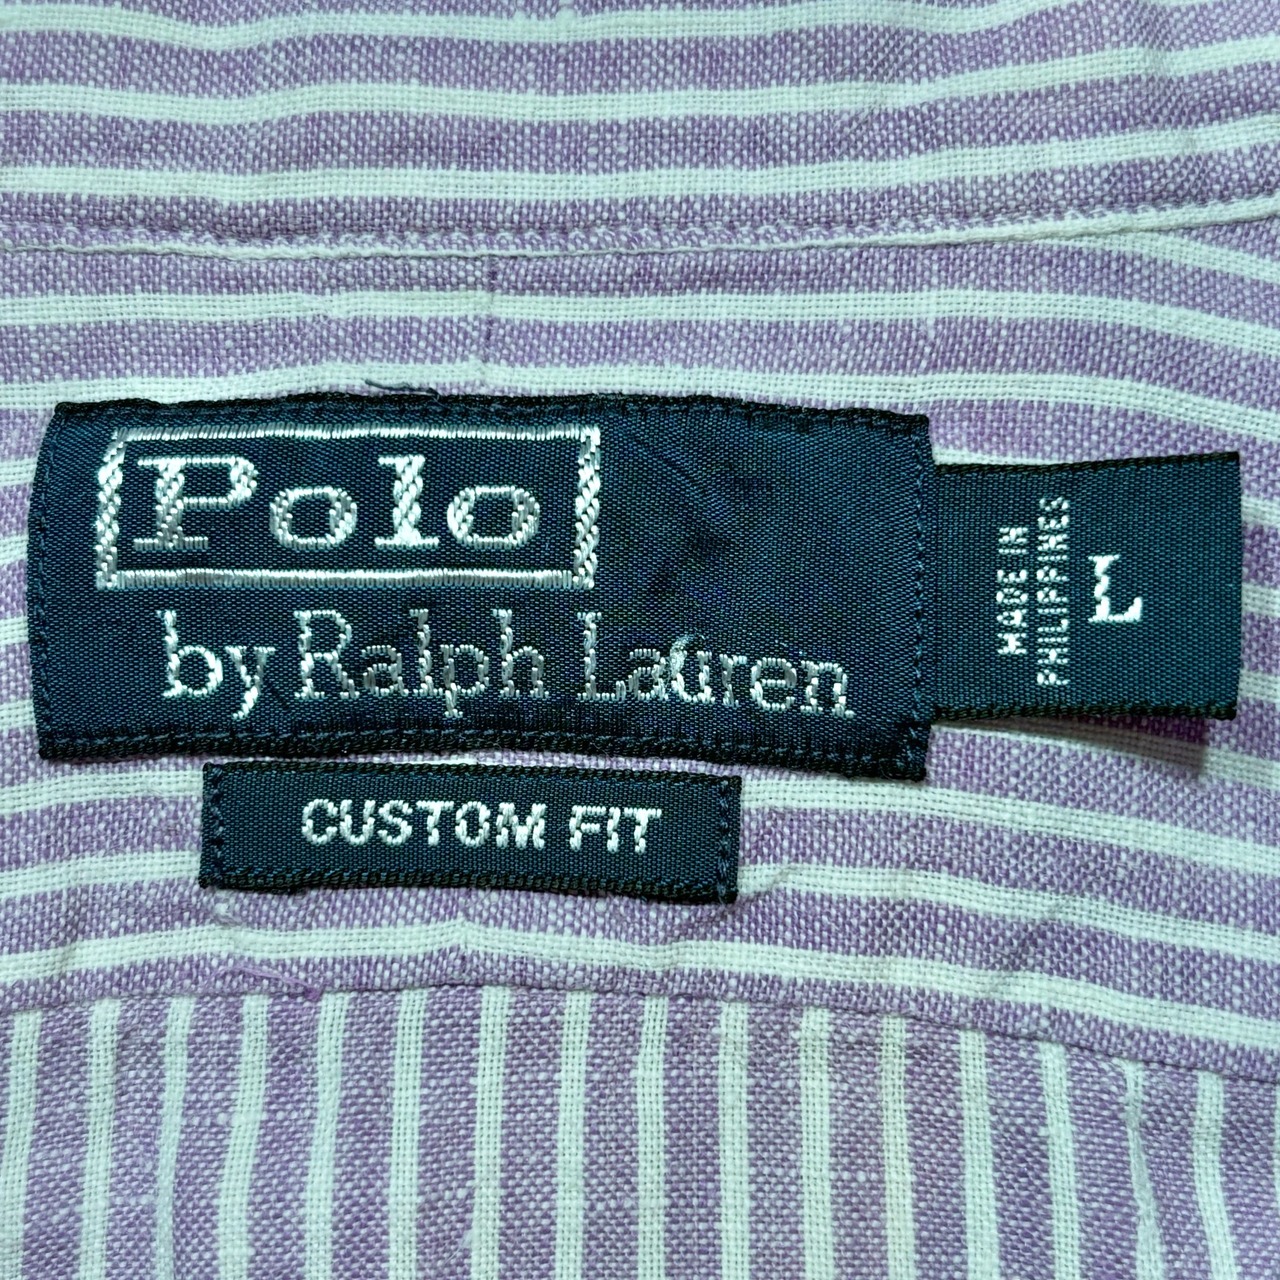 Polo
by Ralph Lauren
MADE IN
PHILIPPINES
L
CUSTOM FIT